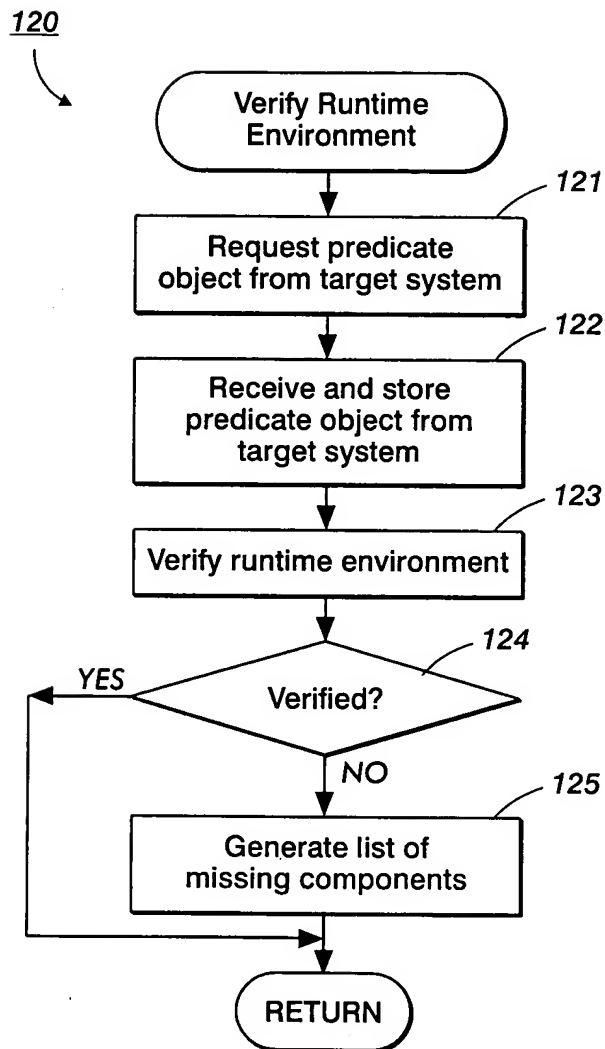 120
Verify Runtime
Environment
121
Request predicate
object from target system
122
Receive and store
predicate object from
target system
123
Verify runtime environment
124
YES
Verified?
NO
125
Generate list of
missing components
RETURN